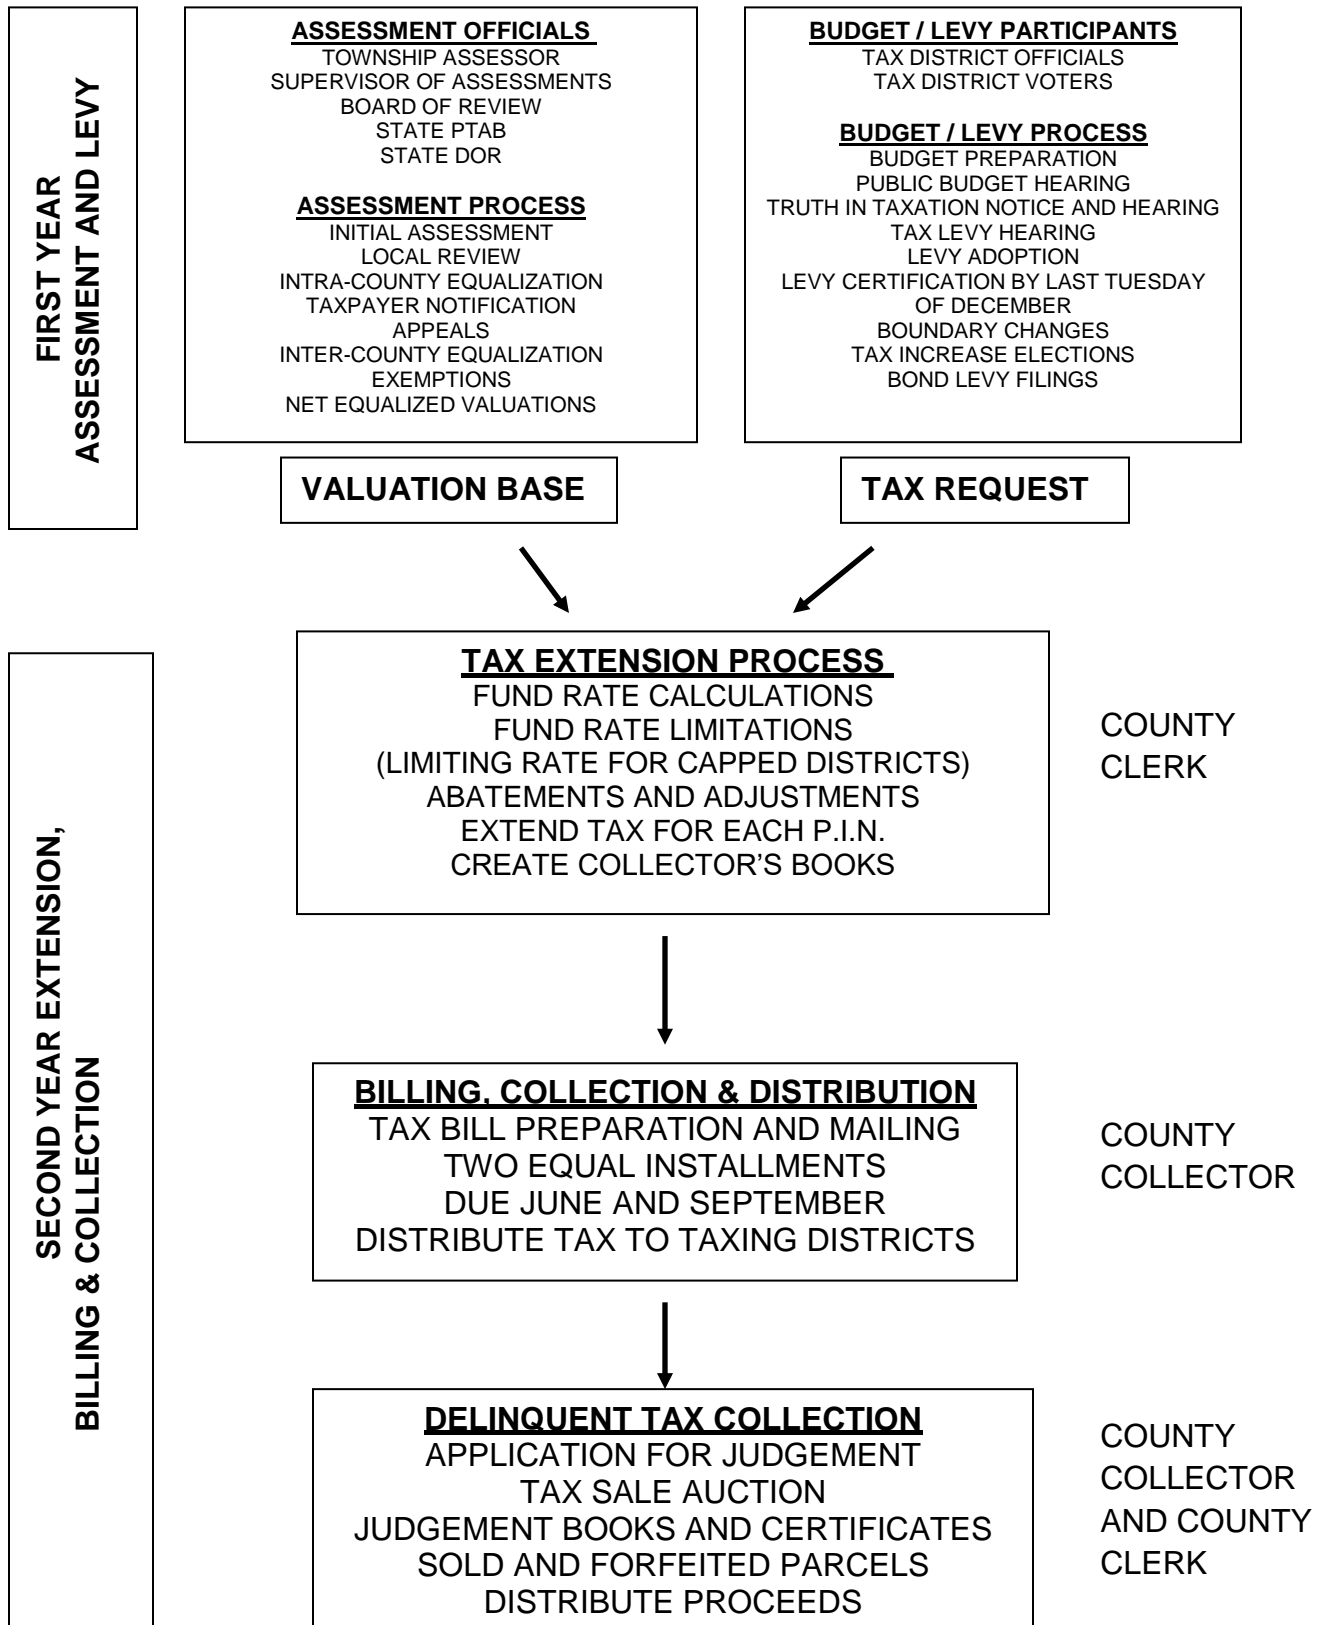 FIRST YEAR
ASSESSMENT AND LEVY
ASSESSMENT OFFICIALS
TOWNSHIP ASSESSOR
SUPERVISOR OF ASSESSMENTS
BOARD OF REVIEW
STATE PTAB
STATE DOR
ASSESSMENT PROCESS
INITIAL ASSESSMENT
LOCAL REVIEW
INTRA-COUNTY EQUALIZATION
TAXPAYER NOTIFICATION
APPEALS
INTER-COUNTY EQUALIZATION
EXEMPTIONS
NET EQUALIZED VALUATIONS
BUDGET / LEVY PARTICIPANTS
TAX DISTRICT OFFICIALS
TAX DISTRICT VOTERS
BUDGET / LEVY PROCESS
BUDGET PREPARATION
PUBLIC BUDGET HEARING
TRUTH IN TAXATION NOTICE AND HEARING
TAX LEVY HEARING
LEVY ADOPTION
LEVY CERTIFICATION BY LAST TUESDAY
OF DECEMBER
BOUNDARY CHANGES
TAX INCREASE ELECTIONS
BOND LEVY FILINGS
VALUATION BASE
TAX REQUEST
SECOND YEAR EXTENSION,
BILLING & COLLECTION
TAX EXTENSION PROCESS
FUND RATE CALCULATIONS
FUND RATE LIMITATIONS
(LIMITING RATE FOR CAPPED DISTRICTS)
ABATEMENTS AND ADJUSTMENTS
EXTEND TAX FOR EACH P.I.N.
CREATE COLLECTOR’S BOOKS
COUNTY
CLERK
BILLING, COLLECTION & DISTRIBUTION
TAX BILL PREPARATION AND MAILING
TWO EQUAL INSTALLMENTS
DUE JUNE AND SEPTEMBER
DISTRIBUTE TAX TO TAXING DISTRICTS
COUNTY
COLLECTOR
DELINQUENT TAX COLLECTION
APPLICATION FOR JUDGEMENT
TAX SALE AUCTION
JUDGEMENT BOOKS AND CERTIFICATES
SOLD AND FORFEITED PARCELS
DISTRIBUTE PROCEEDS
COUNTY
COLLECTOR
AND COUNTY
CLERK